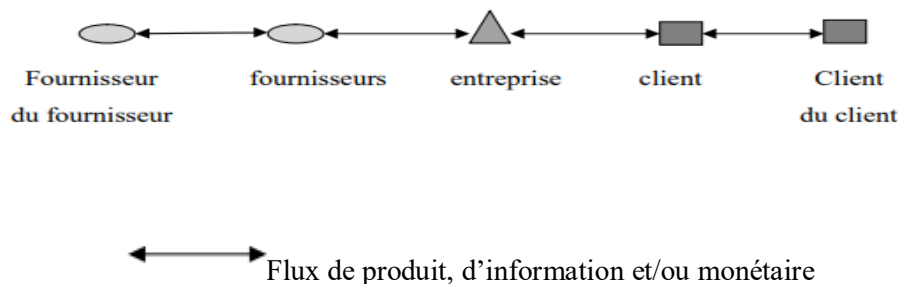 Fournisseur fournisseurs entreprise client Client
du fournisseur du client
Flux de produit, d’information et/ou monétaire